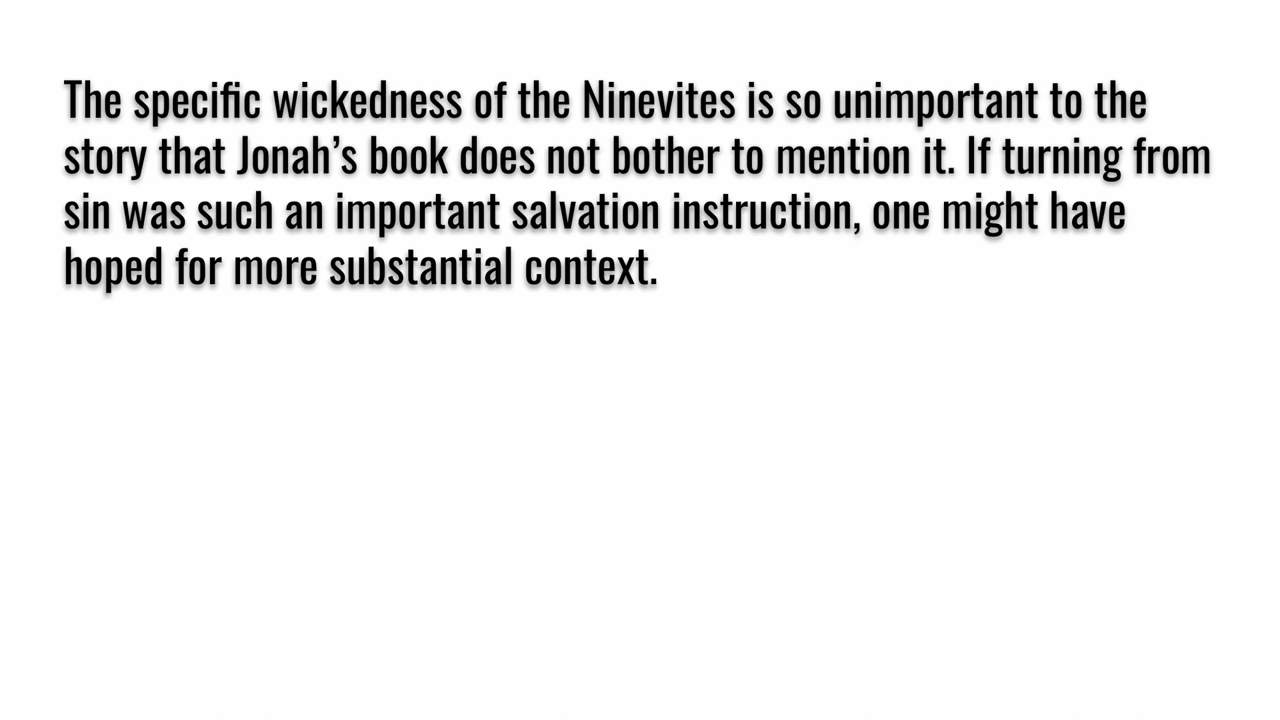 The specific wickedness of the Ninevites is so unimportant to the
story that Jonah’s book does not bother to mention it. If turning from
sin was such an important salvation instruction, one might have
hoped for more substantial context.